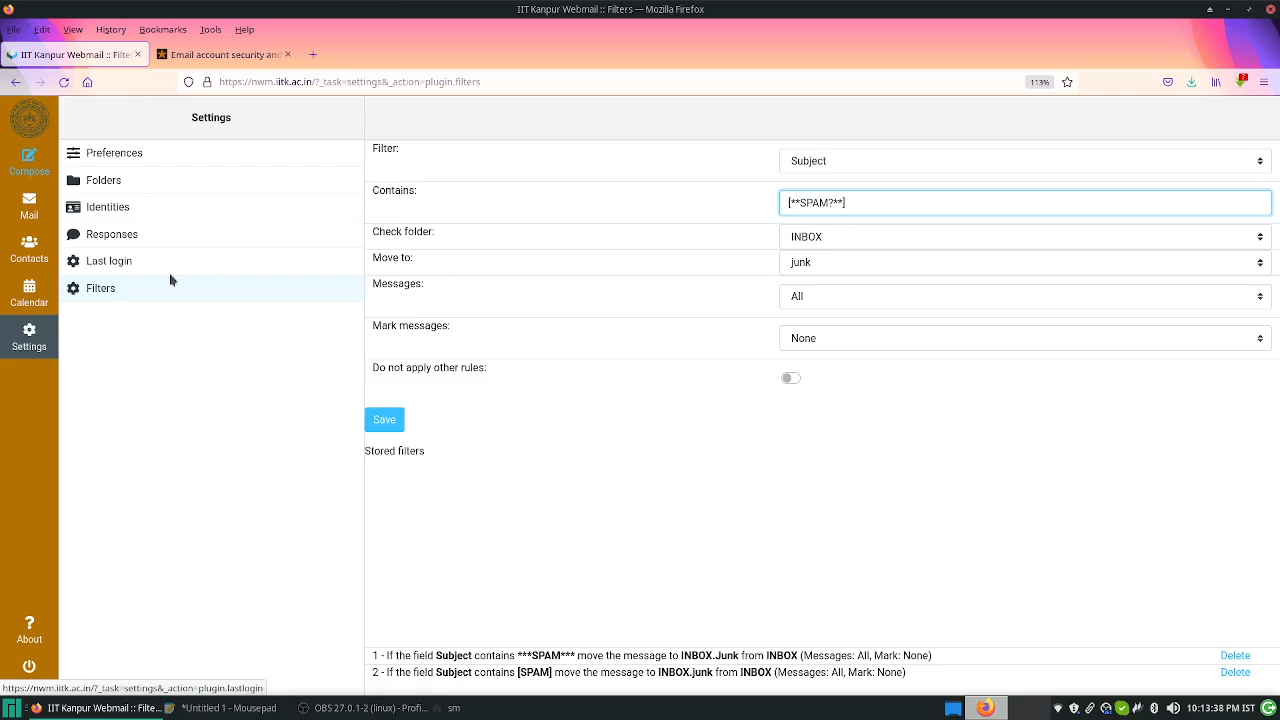 IIT Kanpur Webmail :: Filters — Mozilla Firefox
File Edit View History Bookmarks Tools Help
IIT Kanpur Webmail :: Filte
Email account security and
https://nwm.iitk.ac.in/?_task=settings&_action=plugin.filters
113%
?
Compose
Mail
Contacts
Calendar
Settings
?
About
Settings
Preferences
Folders
Identities
Responses
Last login
Filters
Filter:
Subject
Contains:
[**SPAM?**]
Check folder:
INBOX
Move to:
junk
Messages:
All
Mark messages:
None
Do not apply other rules:
Save
Stored filters
1 - If the field Subject contains ***SPAM*** move the message to INBOX.Junk from INBOX (Messages: All, Mark: None) Delete
2 - If the field Subject contains [SPAM] move the message to INBOX.junk from INBOX (Messages: All, Mark: None) Delete
https://nwm.iitk.ac.in/?_task=settings&_action=plugin.lastlogin
IIT Kanpur Webmail :: Filte...
*Untitled 1 - Mousepad
OBS 27.0.1-2 (linux) - Profi...
sm
10:13:38 PM IST